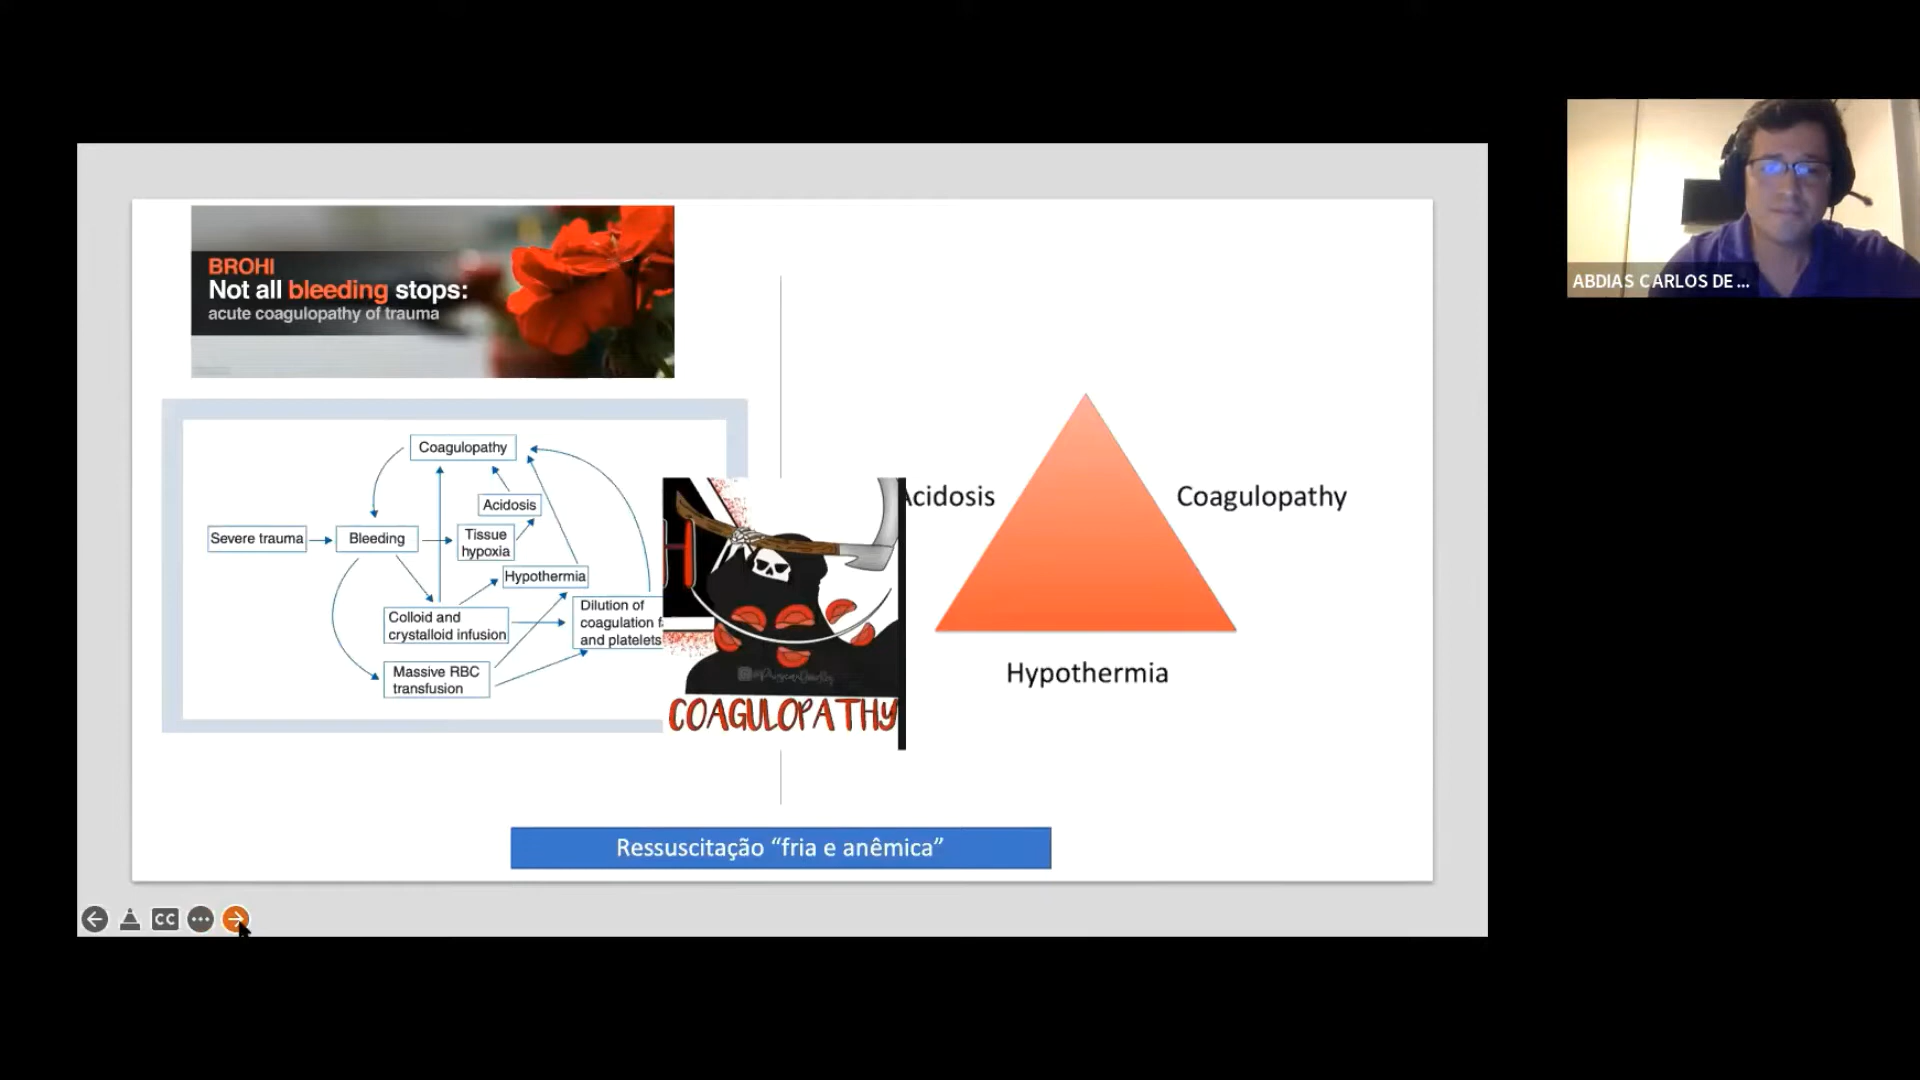 BROHI
Not all bleeding stops:
acute coagulopathy of trauma
Coagulopathy
Acidosis
Severe trauma
Bleeding
Tissue
hypoxia
Hypothermia
Colloid and
crystalloid infusion
Dilution of
coagulation
and platelets
Massive RBC
transfusion
COAGULOPATHY
Acidosis
Coagulopathy
Hypothermia
Ressuscitação “fria e anêmica”
CC
ABDIAS CARLOS DE ...